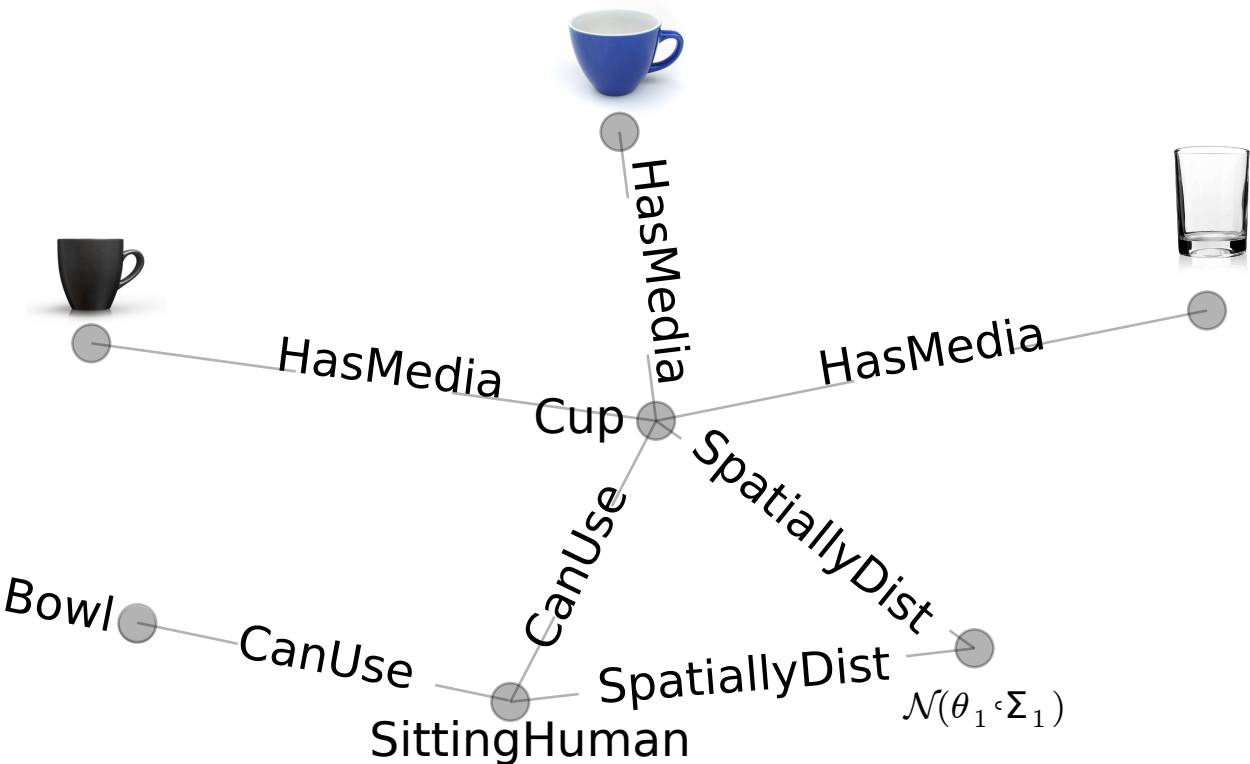 HasMedia
HasMedia
HasMedia
Cup
SpatiallyDist
CanUse
Bowl
CanUse
SpatiallyDist
𝒩(θ₁،Σ₁)
SittingHuman